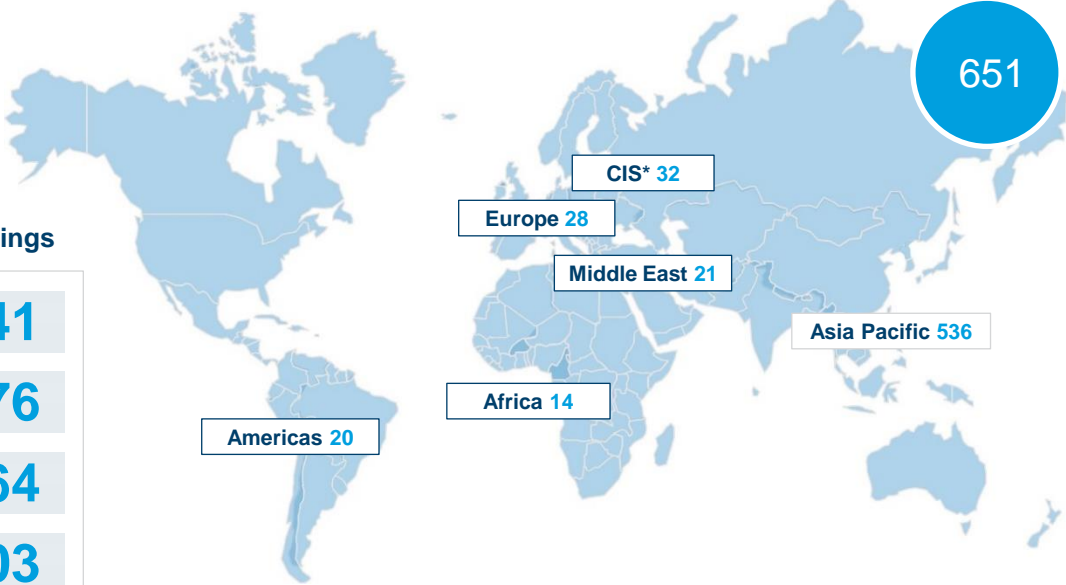 651
CIS* 32
Europe 28
Middle East 21
Asia Pacific 536
Africa 14
Americas 20